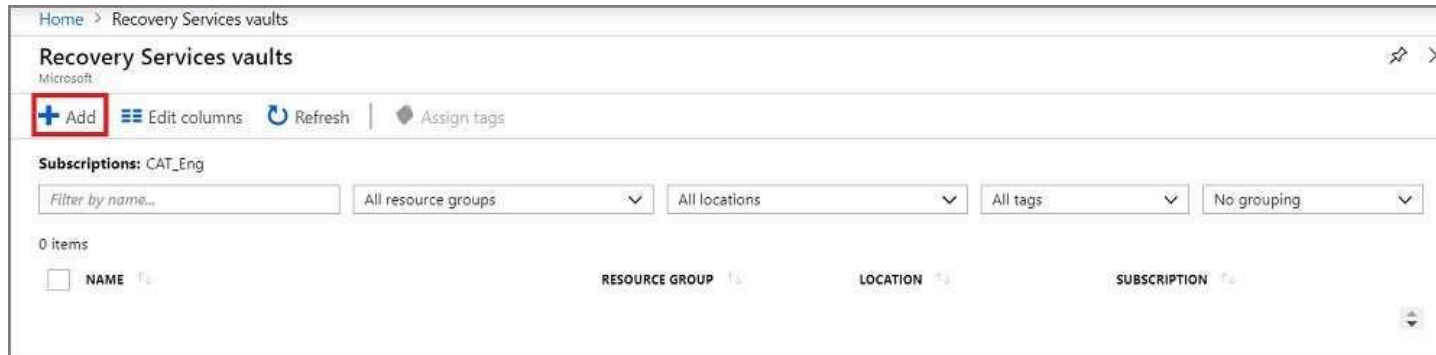 Home > Recovery Services vaults
Recovery Services vaults
Microsoft
Add Edit columns Refresh Assign tags
Subscriptions: CAT_Eng
Filter by name... All resource groups All locations All tags No grouping
0 items
NAME RESOURCE GROUP LOCATION SUBSCRIPTION